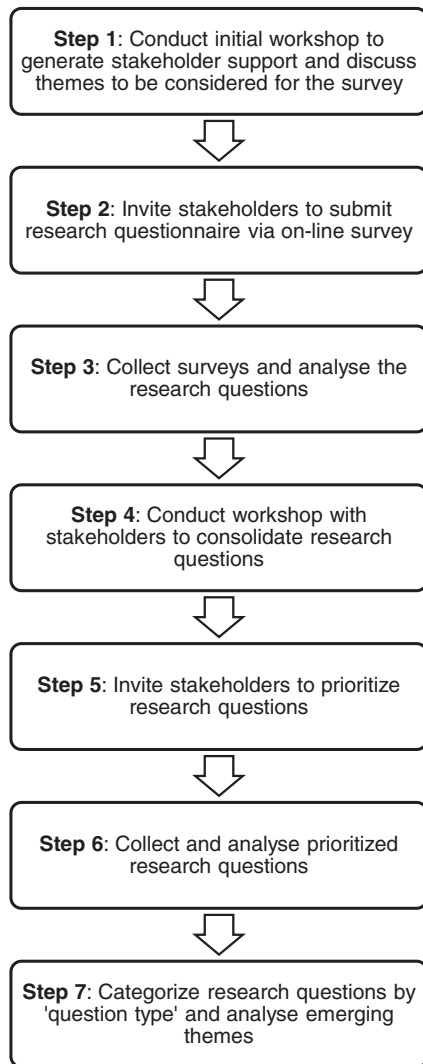 Step 1: Conduct initial workshop to
generate stakeholder support and discuss
themes to be considered for the survey
Step 2: Invite stakeholders to submit
research questionnaire via on-line survey
Step 3: Collect surveys and analyse the
research questions
Step 4: Conduct workshop with
stakeholders to consolidate research
questions
Step 5: Invite stakeholders to prioritize
research questions
Step 6: Collect and analyse prioritized
research questions
Step 7: Categorize research questions by
'question type' and analyse emerging
themes